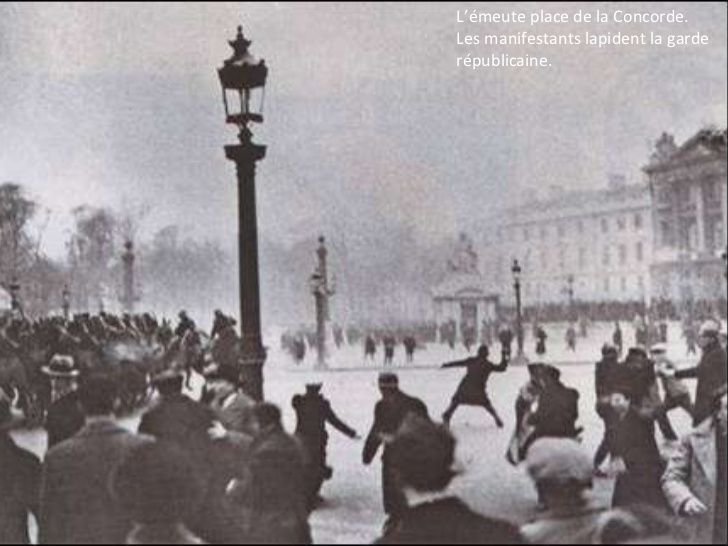 L’émeute place de la Concorde.
Les manifestants lapident la garde
républicaine.